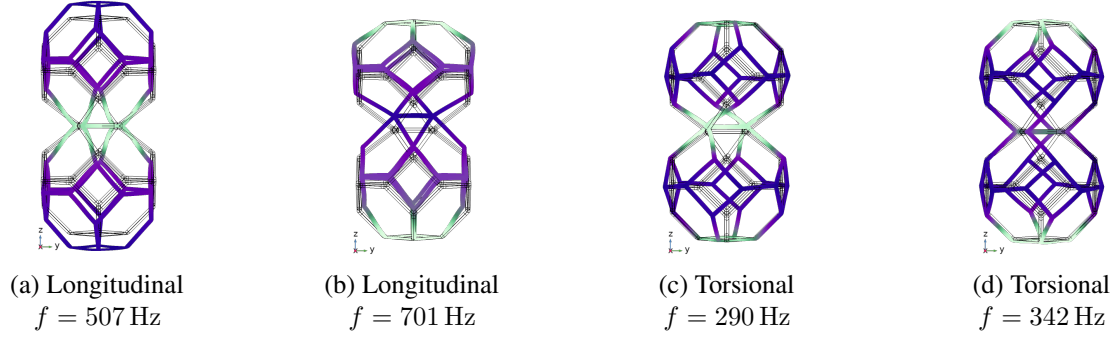 z
y
z
y
z
y
z
y
(a) Longitudinal
f = 507 Hz
(b) Longitudinal
f = 701 Hz
(c) Torsional
f = 290 Hz
(d) Torsional
f = 342 Hz